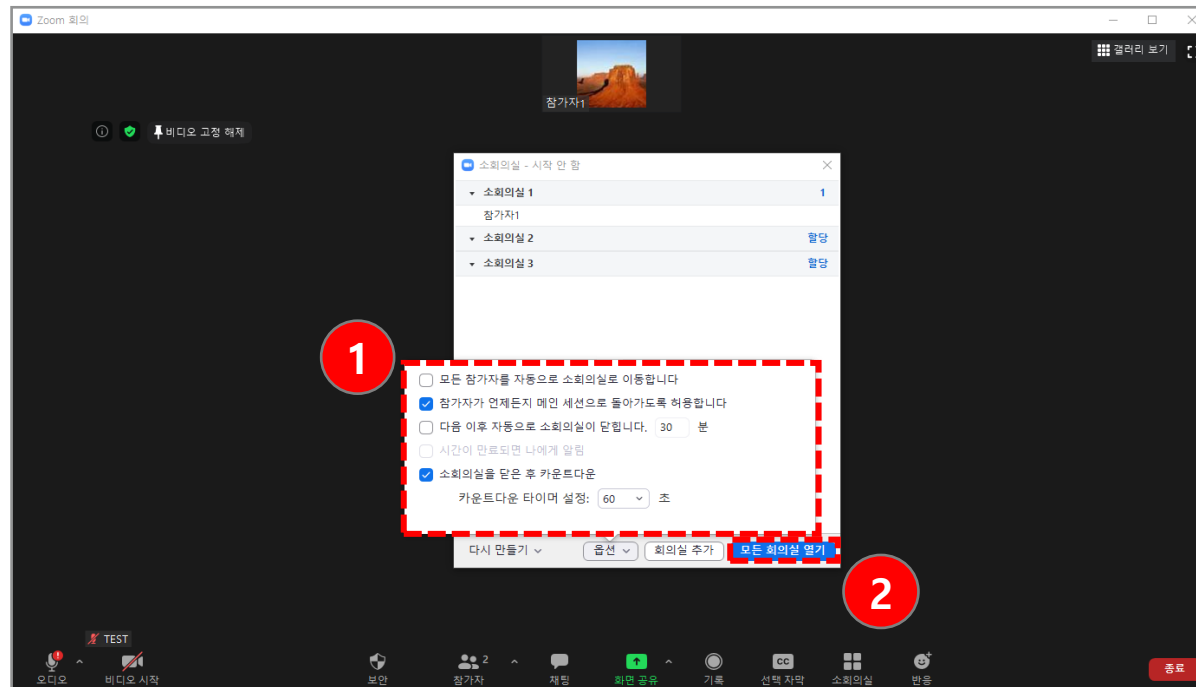 Zoom 회의
갤러리 보기
참가자1
비디오 고정 해제
소회의실 - 시작 안 함
소회의실 1 1
참가자1
소회의실 2 할당
소회의실 3 할당
1
모든 참가자를 자동으로 소회의실로 이동합니다
참가자가 언제든지 메인 세션으로 돌아가도록 허용합니다
다음 이후 자동으로 소회의실이 닫힙니다. 30 분
시간이 만료되면 나에게 알림
소회의실을 닫은 후 카운트다운
카운트다운 타이머 설정: 60 초
다시 만들기 옵션 회의실 추가 모든 회의실 열기
2
TEST
2
CC
오디오 비디오 시작 보안 참가자 채팅 화면 공유 기록 선택 자막 소회의실 반응 종료